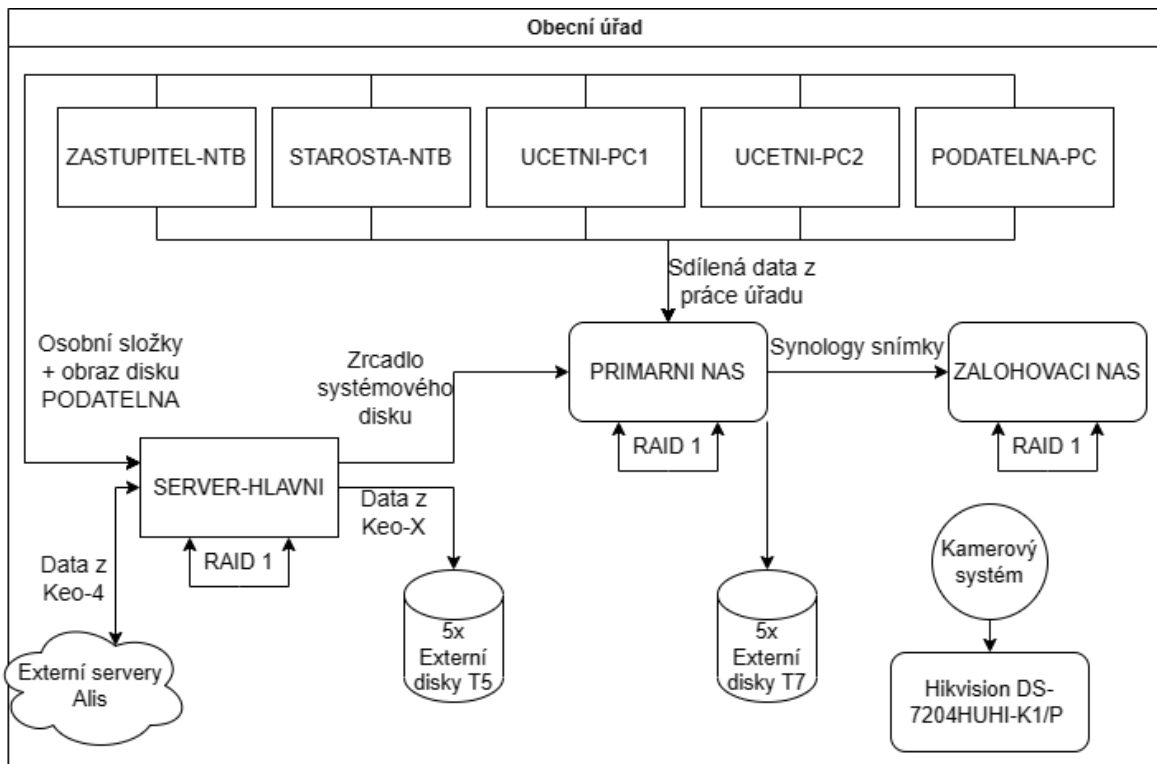 Obecní úřad
ZASTUPITEL-NTB
STAROSTA-NTB
UCETNI-PC1
UCETNI-PC2
PODATELNA-PC
Sdílená data z
práce úřadu
Osobní složky
+ obraz disku
PODATELNA
Zrcadlo
systémového
disku
PRIMARNI NAS
Synology snímky
ZALOHOVACI NAS
RAID 1
RAID 1
SERVER-HLAVNI
Data z
Keo-X
RAID 1
Data z
Keo-4
Kamerový
systém
Externí servery
Alis
5x
Externí
disky T5
5x
Externí
disky T7
Hikvision DS-
7204HUHI-K1/P